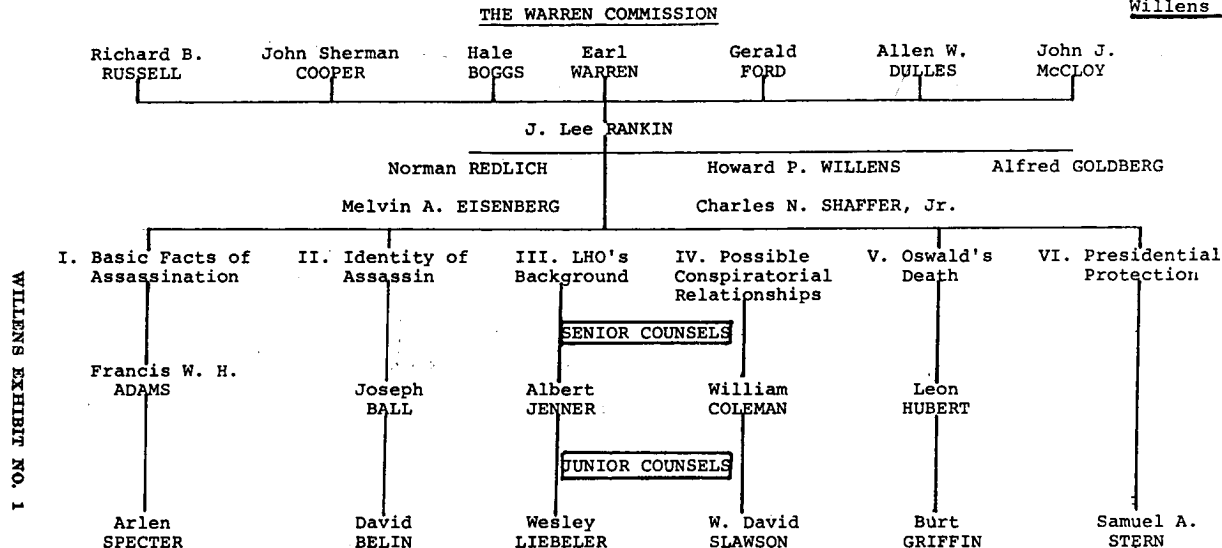 THE WARREN COMMISSION
Willens
Richard B. RUSSELL
John Sherman COOPER
Hale BOGGS
Earl WARREN
Gerald FORD
Allen W. DULLES
John J. McCLOY
J. Lee RANKIN
Norman REDLICH
Howard P. WILLENS
Alfred GOLDBERG
Melvin A. EISENBERG
Charles N. SHAFFER, Jr.
I. Basic Facts of
Assassination
II. Identity of
Assassin
III. LHO's
Background
IV. Possible
Conspiratorial
Relationships
V. Oswald's
Death
VI. Presidential
Protection
SENIOR COUNSELS
Francis W. H.
ADAMS
Joseph
BALL
Albert
JENNER
William
COLEMAN
Leon
HUBERT
JUNIOR COUNSELS
Arlen
SPECTER
David
BELIN
Wesley
LIEBELER
W. David
SLAWSON
Burt
GRIFFIN
Samuel A.
STERN
WILLENS EXHIBIT NO. 1